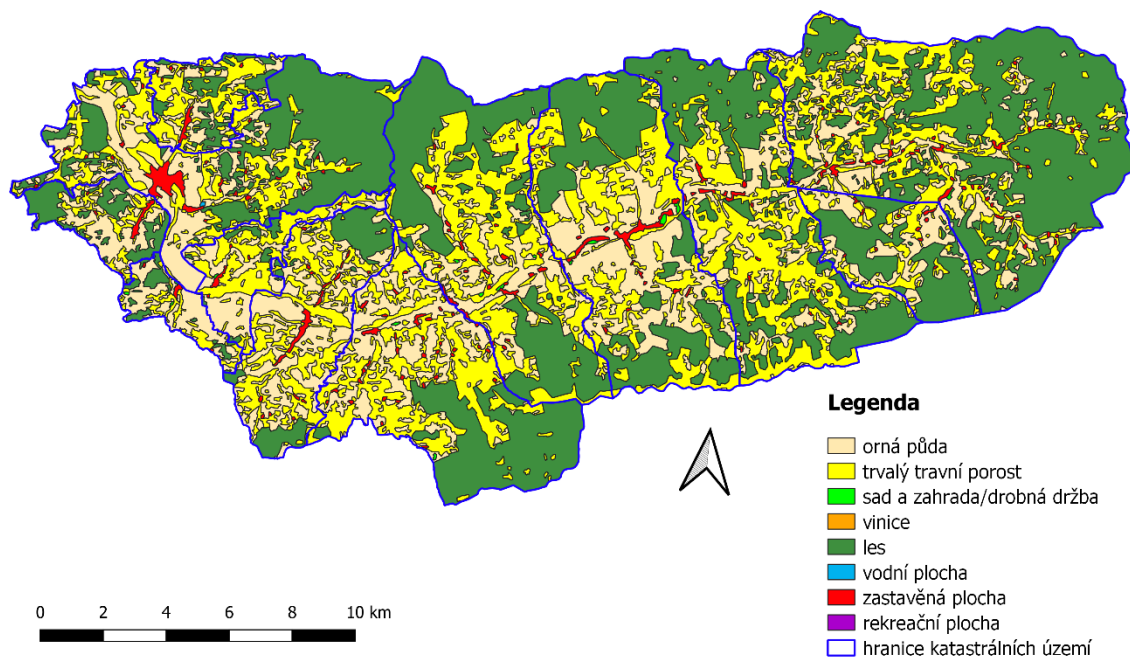 Legenda
orná půda
trvalý travní porost
sad a zahrada/drobná držba
vinice
les
vodní plocha
zastavěná plocha
rekreační plocha
hranice katastrálních území
0 2 4 6 8 10 km